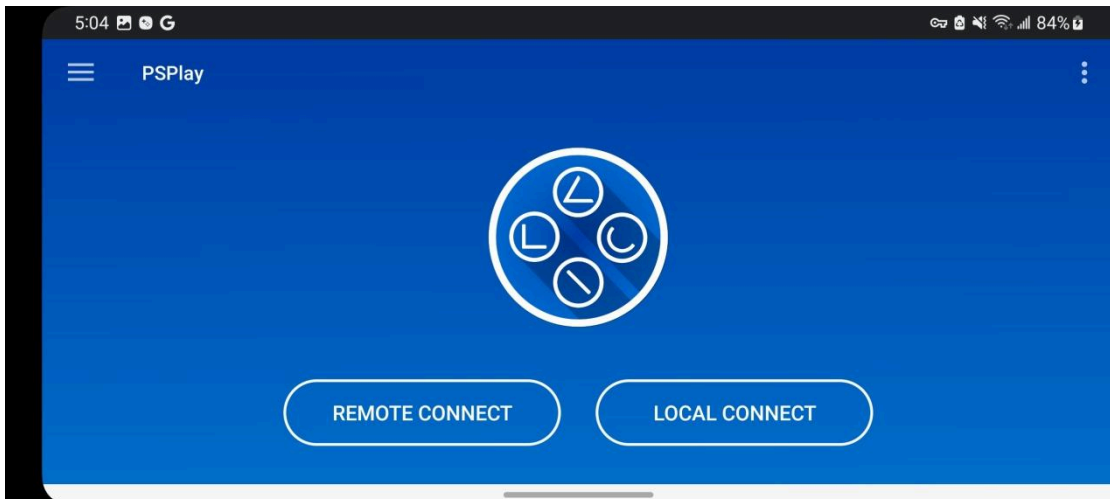 5:04 G
84%
PSPlay
REMOTE CONNECT
LOCAL CONNECT